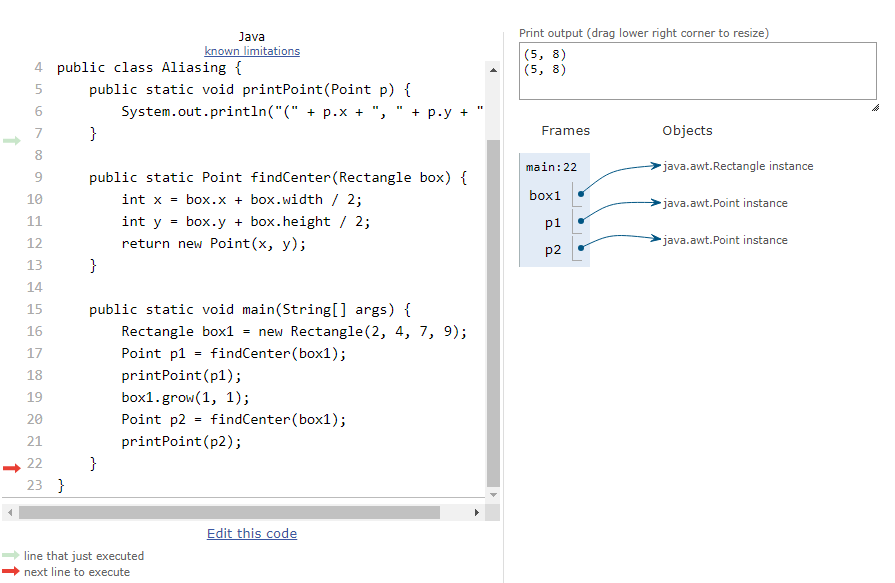 Java
known limitations
4 public class Aliasing {
5     public static void printPoint(Point p) {
6         System.out.println("(" + p.x + ", " + p.y + "
7     }
8
9     public static Point findCenter(Rectangle box) {
10         int x = box.x + box.width / 2;
11         int y = box.y + box.height / 2;
12         return new Point(x, y);
13     }
14
15     public static void main(String[] args) {
16         Rectangle box1 = new Rectangle(2, 4, 7, 9);
17         Point p1 = findCenter(box1);
18         printPoint(p1);
19         box1.grow(1, 1);
20         Point p2 = findCenter(box1);
21         printPoint(p2);
22     }
23 }
Edit this code
line that just executed
next line to execute
Print output (drag lower right corner to resize)
(5, 8)
(5, 8)
Frames Objects
main:22
box1
p1
p2
java.awt.Rectangle instance
java.awt.Point instance
java.awt.Point instance